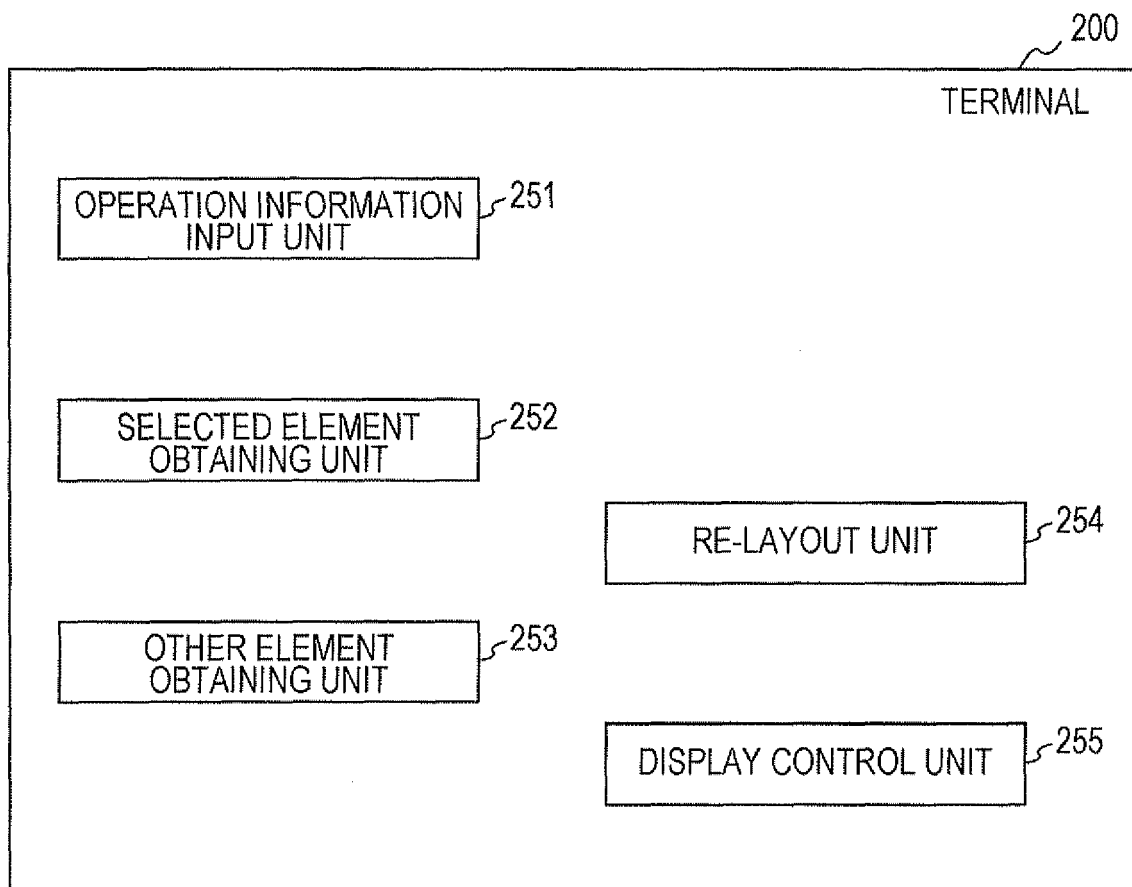 200
TERMINAL
OPERATION INFORMATION
INPUT UNIT
251
SELECTED ELEMENT
OBTAINING UNIT
252
RE-LAYOUT UNIT
254
OTHER ELEMENT
OBTAINING UNIT
253
DISPLAY CONTROL UNIT
255